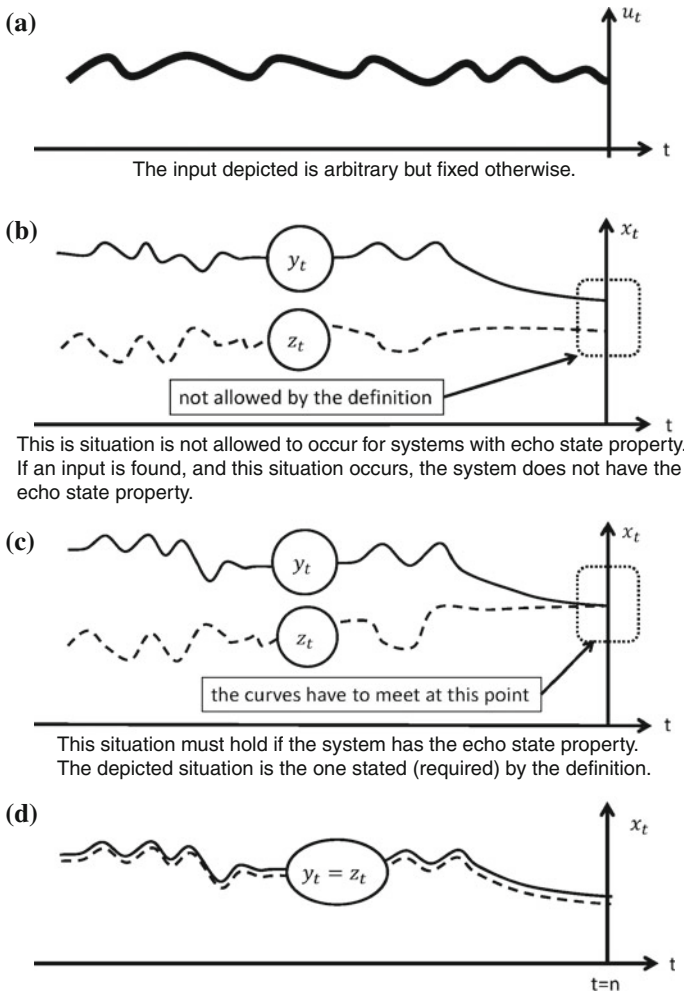 (a)
u_t
t
The input depicted is arbitrary but fixed otherwise.
(b)
x_t
y_t
z_t
not allowed by the definition
t
This is situation is not allowed to occur for systems with echo state property.
If an input is found, and this situation occurs, the system does not have the
echo state property.
(c)
x_t
y_t
z_t
the curves have to meet at this point
t
This situation must hold if the system has the echo state property.
The depicted situation is the one stated (required) by the definition.
(d)
x_t
y_t = z_t
t
t=n